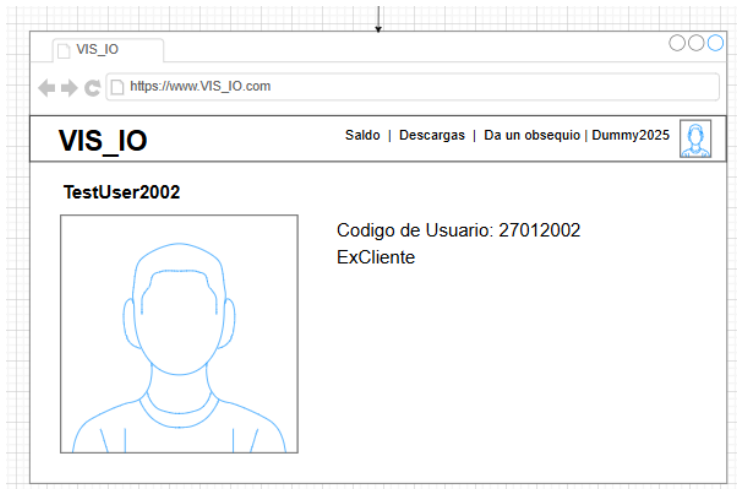 VIS_IO
https://www.VIS_IO.com
VIS_IO
Saldo | Descargas | Da un obsequio | Dummy2025
TestUser2002
Codigo de Usuario: 27012002
ExCliente